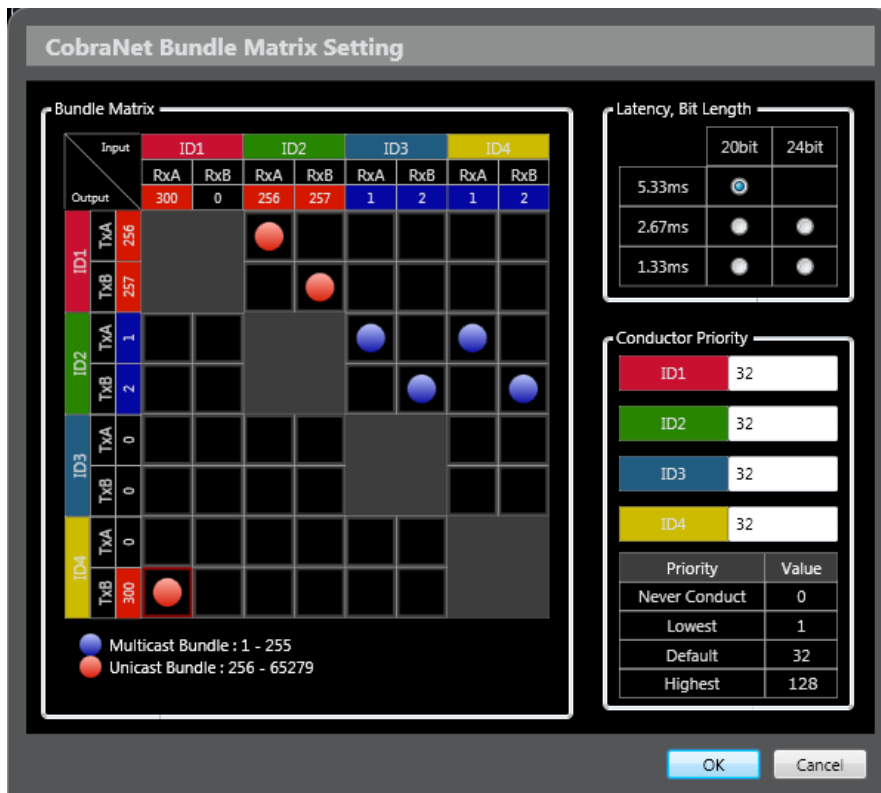 CobraNet Bundle Matrix Setting
Bundle Matrix
Input ID1 ID2 ID3 ID4
RxA RxB RxA RxB RxA RxB RxA RxB
Output 300 0 256 257 1 2 1 2
ID1
TxA 256
TxB 257
ID2
TxA 1
TxB 2
ID3
TxA 0
TxB 0
ID4
TxA 0
TxB 300
Multicast Bundle : 1 - 255
Unicast Bundle : 256 - 65279
Latency, Bit Length
20bit 24bit
5.33ms
2.67ms
1.33ms
Conductor Priority
ID1 32
ID2 32
ID3 32
ID4 32
Priority Value
Never Conduct 0
Lowest 1
Default 32
Highest 128
OK Cancel